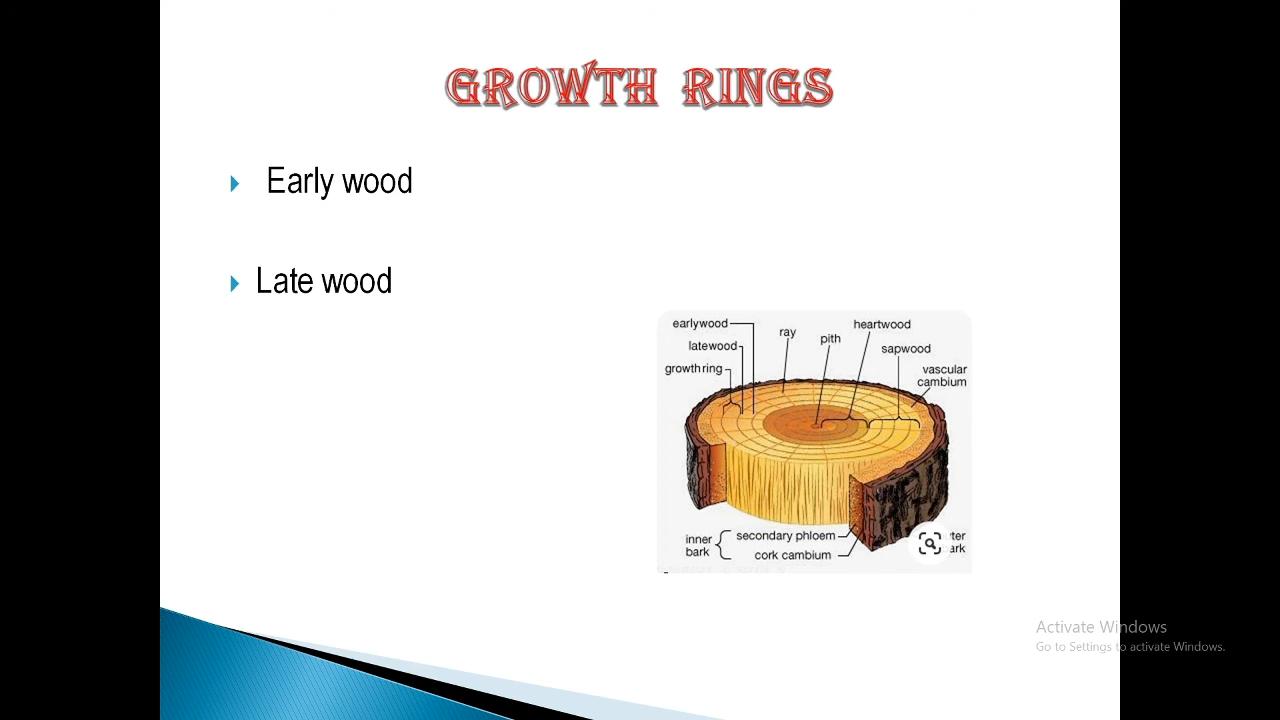 GROWTH RINGS
Early wood
Late wood
earlywood
latewood
growth ring
ray
pith
heartwood
sapwood
vascular
cambium
inner
bark
secondary phloem
cork cambium
Activate Windows
Go to Settings to activate Windows.